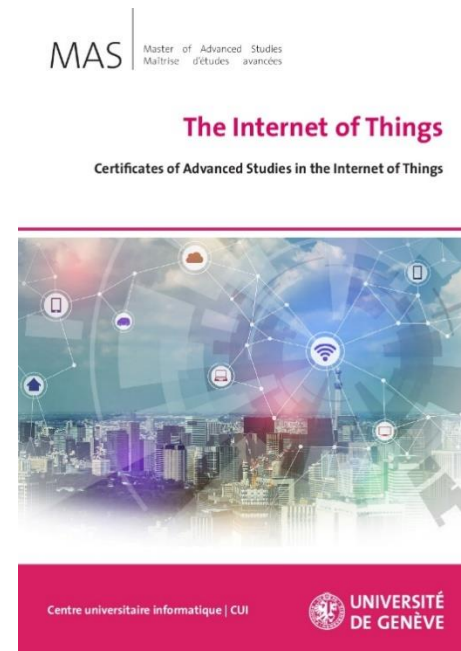 MAS
Master of Advanced Studies
Maîtrise d'études avancées
The Internet of Things
Certificates of Advanced Studies in the Internet of Things
Centre universitaire informatique | CUI
UNIVERSITÉ
DE GENÈVE